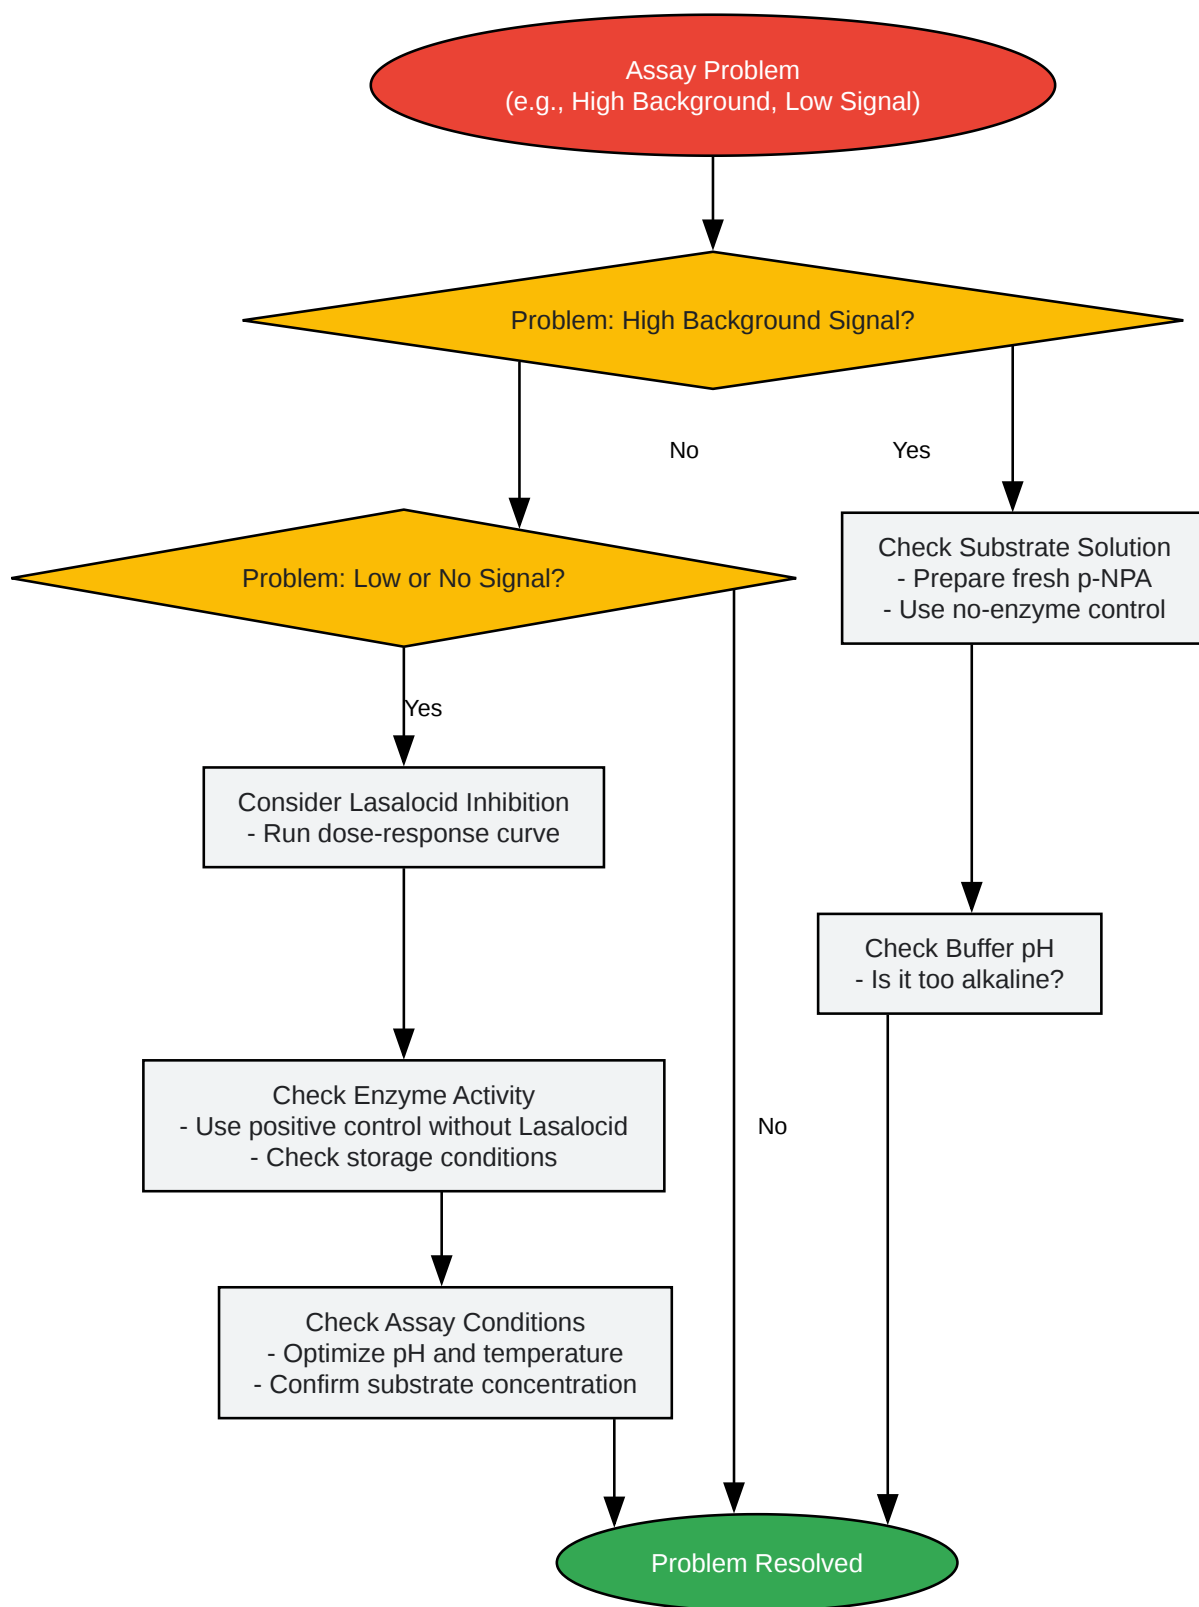 Assay Problem
(e.g., High Background, Low Signal)
Problem: High Background Signal?
No
Yes
Check Substrate Solution
- Prepare fresh p-NPA
- Use no-enzyme control
Problem: Low or No Signal?
Yes
Consider Lasalocid Inhibition
- Run dose-response curve
Check Buffer pH
- Is it too alkaline?
Check Enzyme Activity
- Use positive control without Lasalocid
- Check storage conditions
No
Check Assay Conditions
- Optimize pH and temperature
- Confirm substrate concentration
Problem Resolved